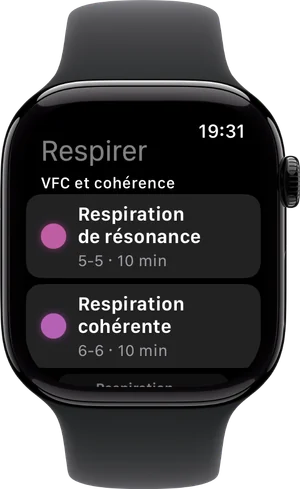 19:31
Respirer
VFC et cohérence
Respiration
de résonance
5-5 · 10 min
Respiration
cohérente
6-6 · 10 min
Respiration